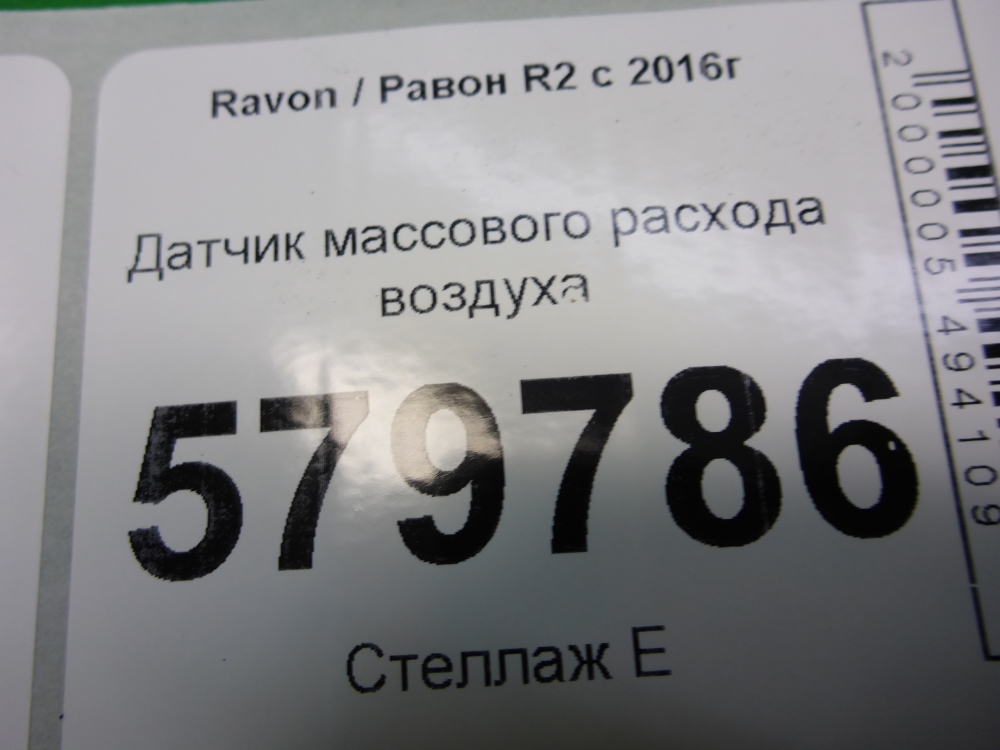 Ravon / Равон R2 с 2016г
Датчик массового расхода
воздуха
579786
Стеллаж Е
2000005494109